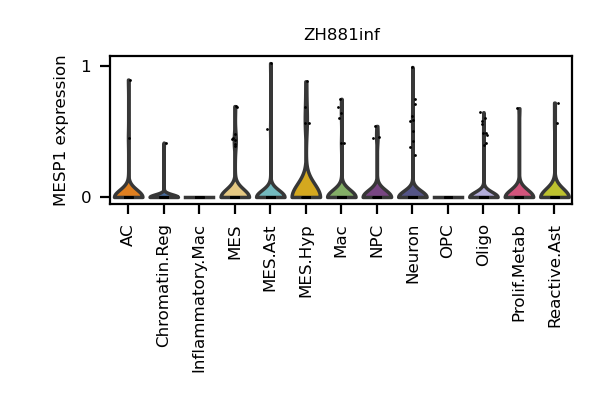 ZH881inf
MESP1 expression
1
0
AC
Chromatin.Reg
Inflammatory.Mac
MES
MES.Ast
MES.Hyp
Mac
NPC
Neuron
OPC
Oligo
Prolif.Metab
Reactive.Ast